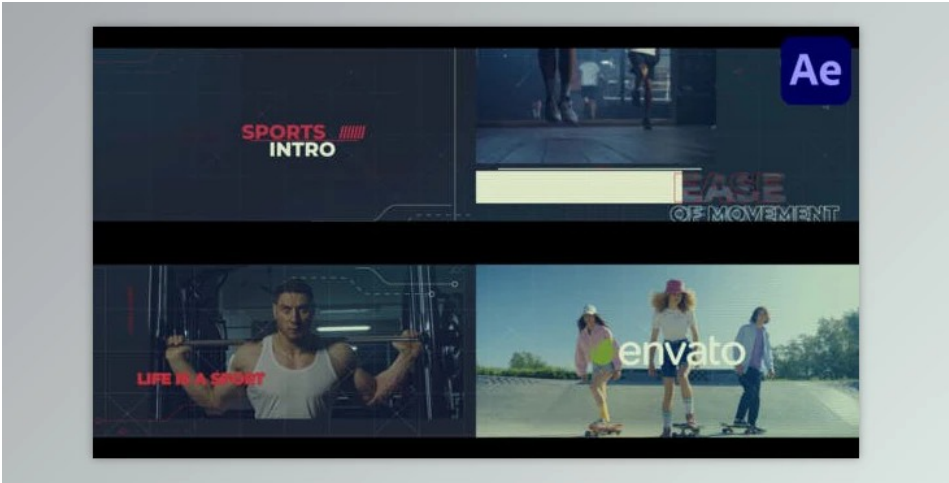 Ae
SPORTS
INTRO
EASE
OF MOVEMENT
LIFE IS A SPORT
envato